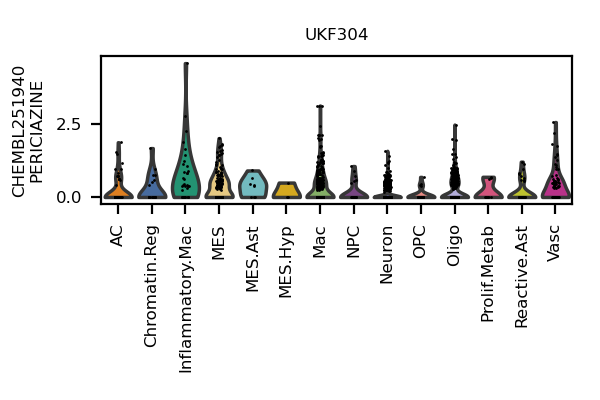 UKF304
CHEMBL251940
PERICIAZINE
2.5
0.0
AC
Chromatin.Reg
Inflammatory.Mac
MES
MES.Ast
MES.Hyp
Mac
NPC
Neuron
OPC
Oligo
Prolif.Metab
Reactive.Ast
Vasc